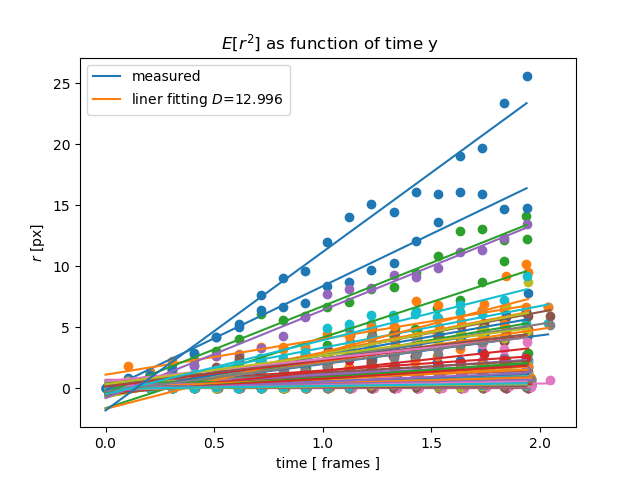 E[r²] as function of time y
measured
liner fitting D=12.996
r [px]
25
20
15
10
5
0
0.0 0.5 1.0 1.5 2.0
time [ frames ]